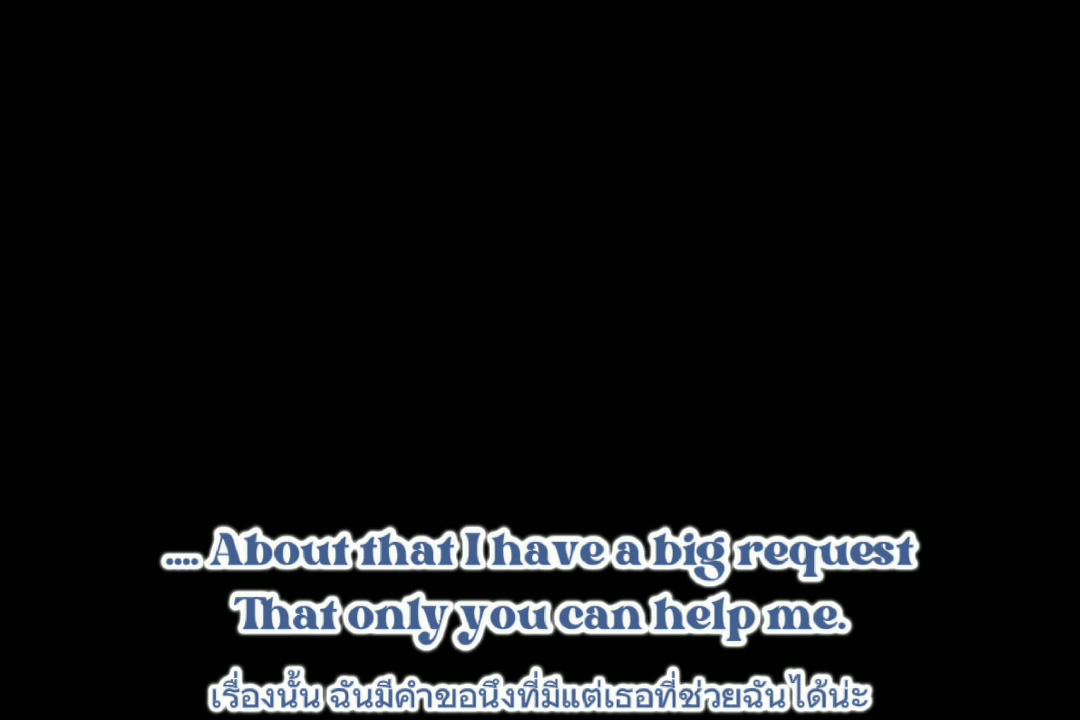 .... About that I have a big request
That only you can help me.
เรื่องนั้น ฉันมีคำขอนึงที่มีแต่เธอที่ช่วยฉันได้น่ะ